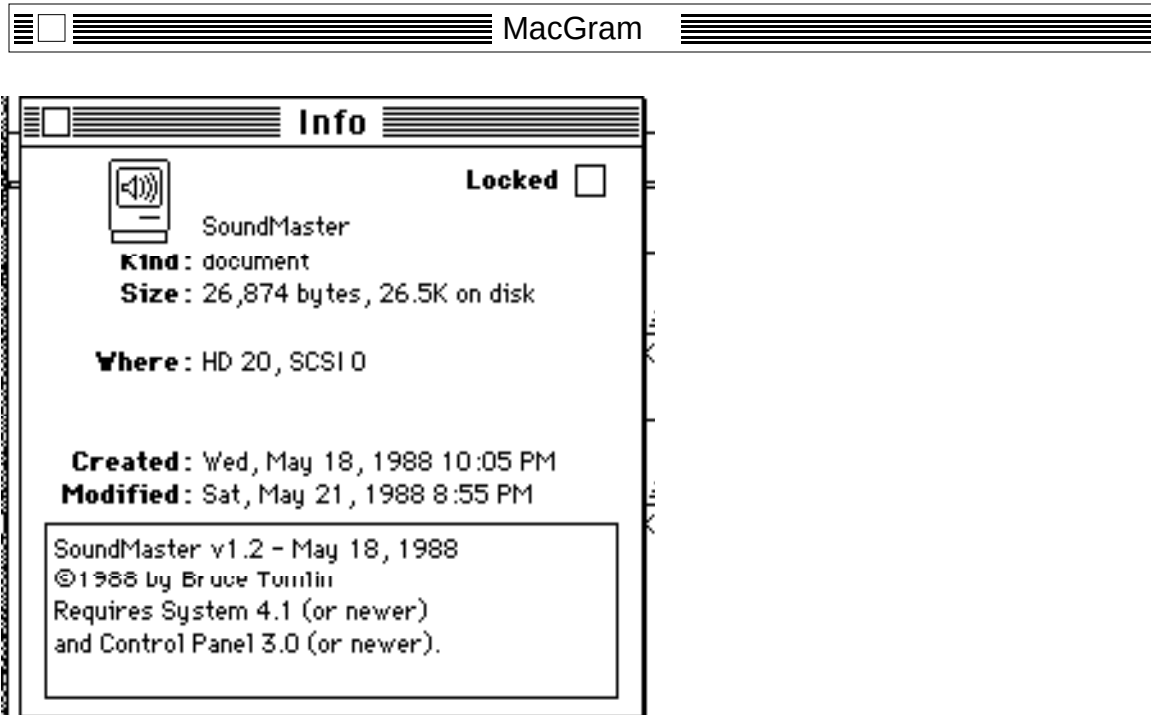 MacGram
Info
Locked
SoundMaster
Kind: document
Size: 26,874 bytes, 26.5K on disk
Where: HD 20, SCSI 0
Created: Wed, May 18, 1988 10:05 PM
Modified: Sat, May 21, 1988 8:55 PM
SoundMaster v1.2 - May 18, 1988
©1988 by Bruce Tomlin
Requires System 4.1 (or newer)
and Control Panel 3.0 (or newer).